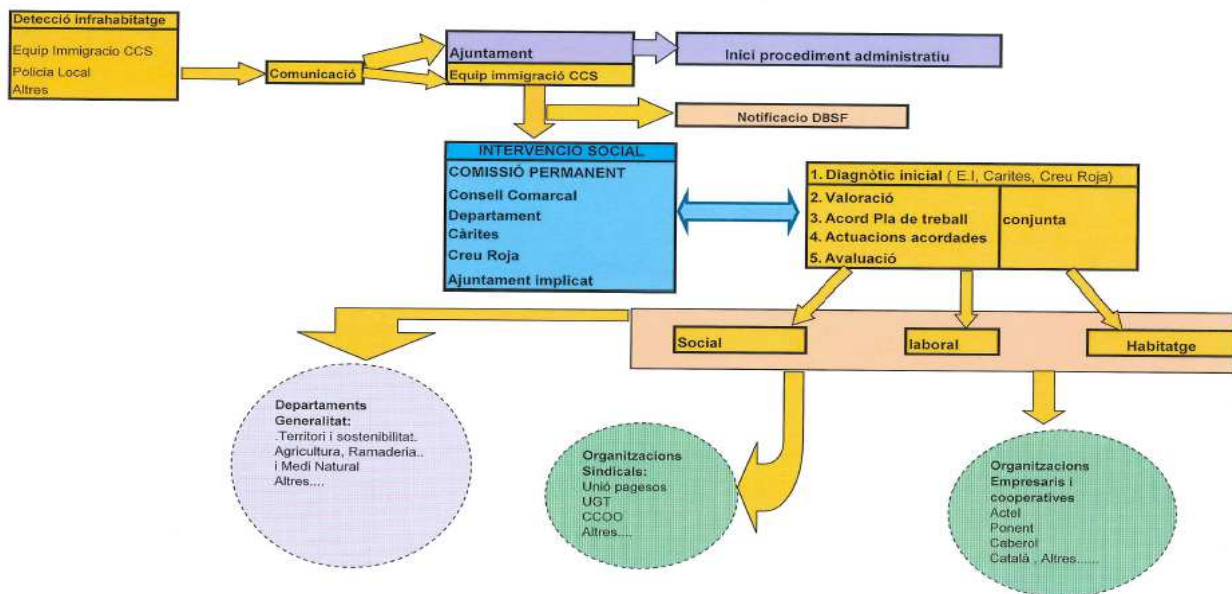 Detecció infrahabitatge
Equip Immigracio CCS
Policia Local
Altres
Comunicació
Ajuntament
Equip immigració CCS
Inici procediment administratiu
Notificacio DBSF
INTERVENCIO SOCIAL
COMISSIÓ PERMANENT
Consell Comarcal
Departament
Càrites
Creu Roja
Ajuntament implicat
1. Diagnòtic inicial ( E.I, Carites, Creu Roja)
2. Valoració
3. Acord Pla de treball
4. Actuacions acordades
5. Avaluació
conjunta
Social
laboral
Habitatge
Departaments
Generalitat:
.Territori i sostenibilitat.
Agricultura, Ramaderia..
i Medi Natural
Altres....
Organitzacions
Sindicals:
Unió pagesos
UGT
CCOO
Altres....
Organitzacions
Empresaris i
cooperatives
Actel
Ponent
Caberol
Català , Altres......